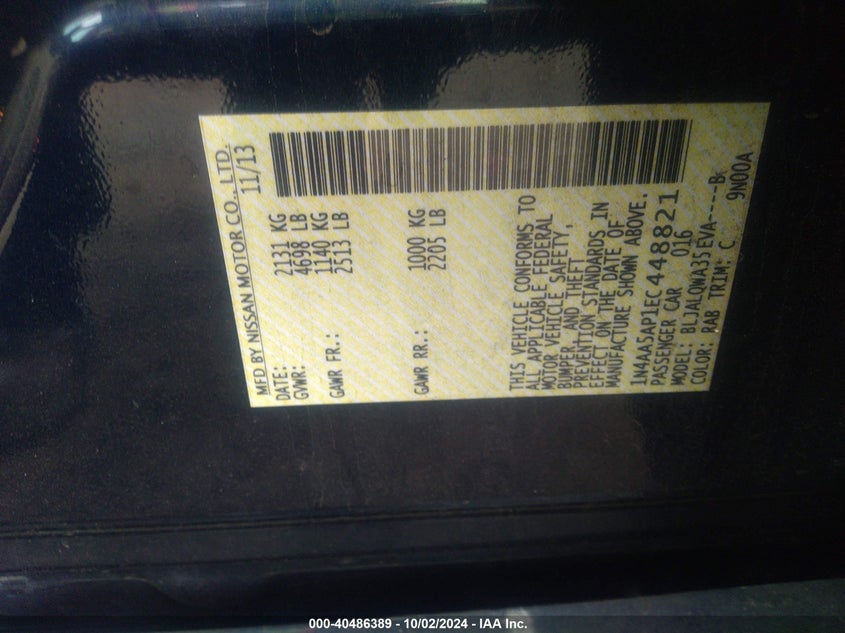 MFD BY NISSAN MOTOR CO., LTD.
DATE: 11/13
GVWR: 2131 KG
4698 LB
GAWR FR.: 1140 KG
2513 LB
GAWR RR.: 1000 KG
2205 LB
THIS VEHICLE CONFORMS TO
ALL APPLICABLE FEDERAL
MOTOR VEHICLE SAFETY,
BUMPER, AND THEFT
PREVENTION STANDARDS IN
EFFECT ON THE DATE OF
MANUFACTURE SHOWN ABOVE.
1N4AA5AP1EC448821
PASSENGER CAR 016
MODEL: BLJALQWA35EVA----B
COLOR: RAB TRIM: C 9N00A
000-40486389 - 10/02/2024 - IAA Inc.